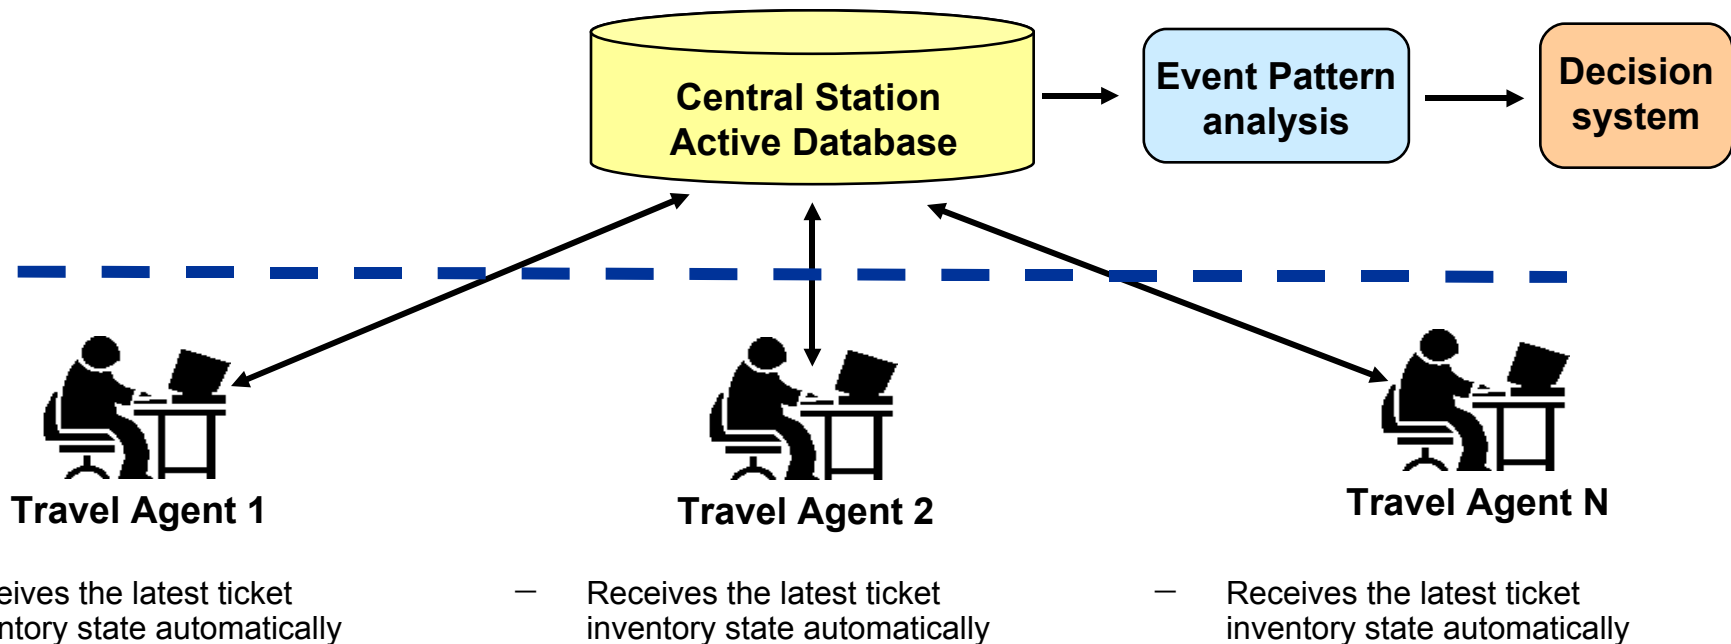 Central Station
Active Database
Event Pattern
analysis
Decision
system
Travel Agent 1
Travel Agent 2
Travel Agent N
eives the latest ticket
entory state automatically
– Receives the latest ticket
inventory state automatically
– Receives the latest ticket
inventory state automatically